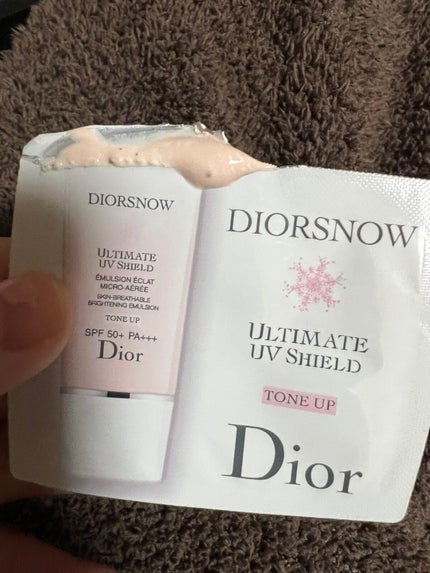 DIORSNOW
ULTIMATE
UV SHIELD
ÉMULSION ÉCLAT
MICRO-AÉRÉE
SKIN-BREATHABLE
BRIGHTENING EMULSION
TONE UP
SPF 50+ PA+++
Dior
DIORSNOW
ULTIMATE
UV SHIELD
TONE UP
Dior